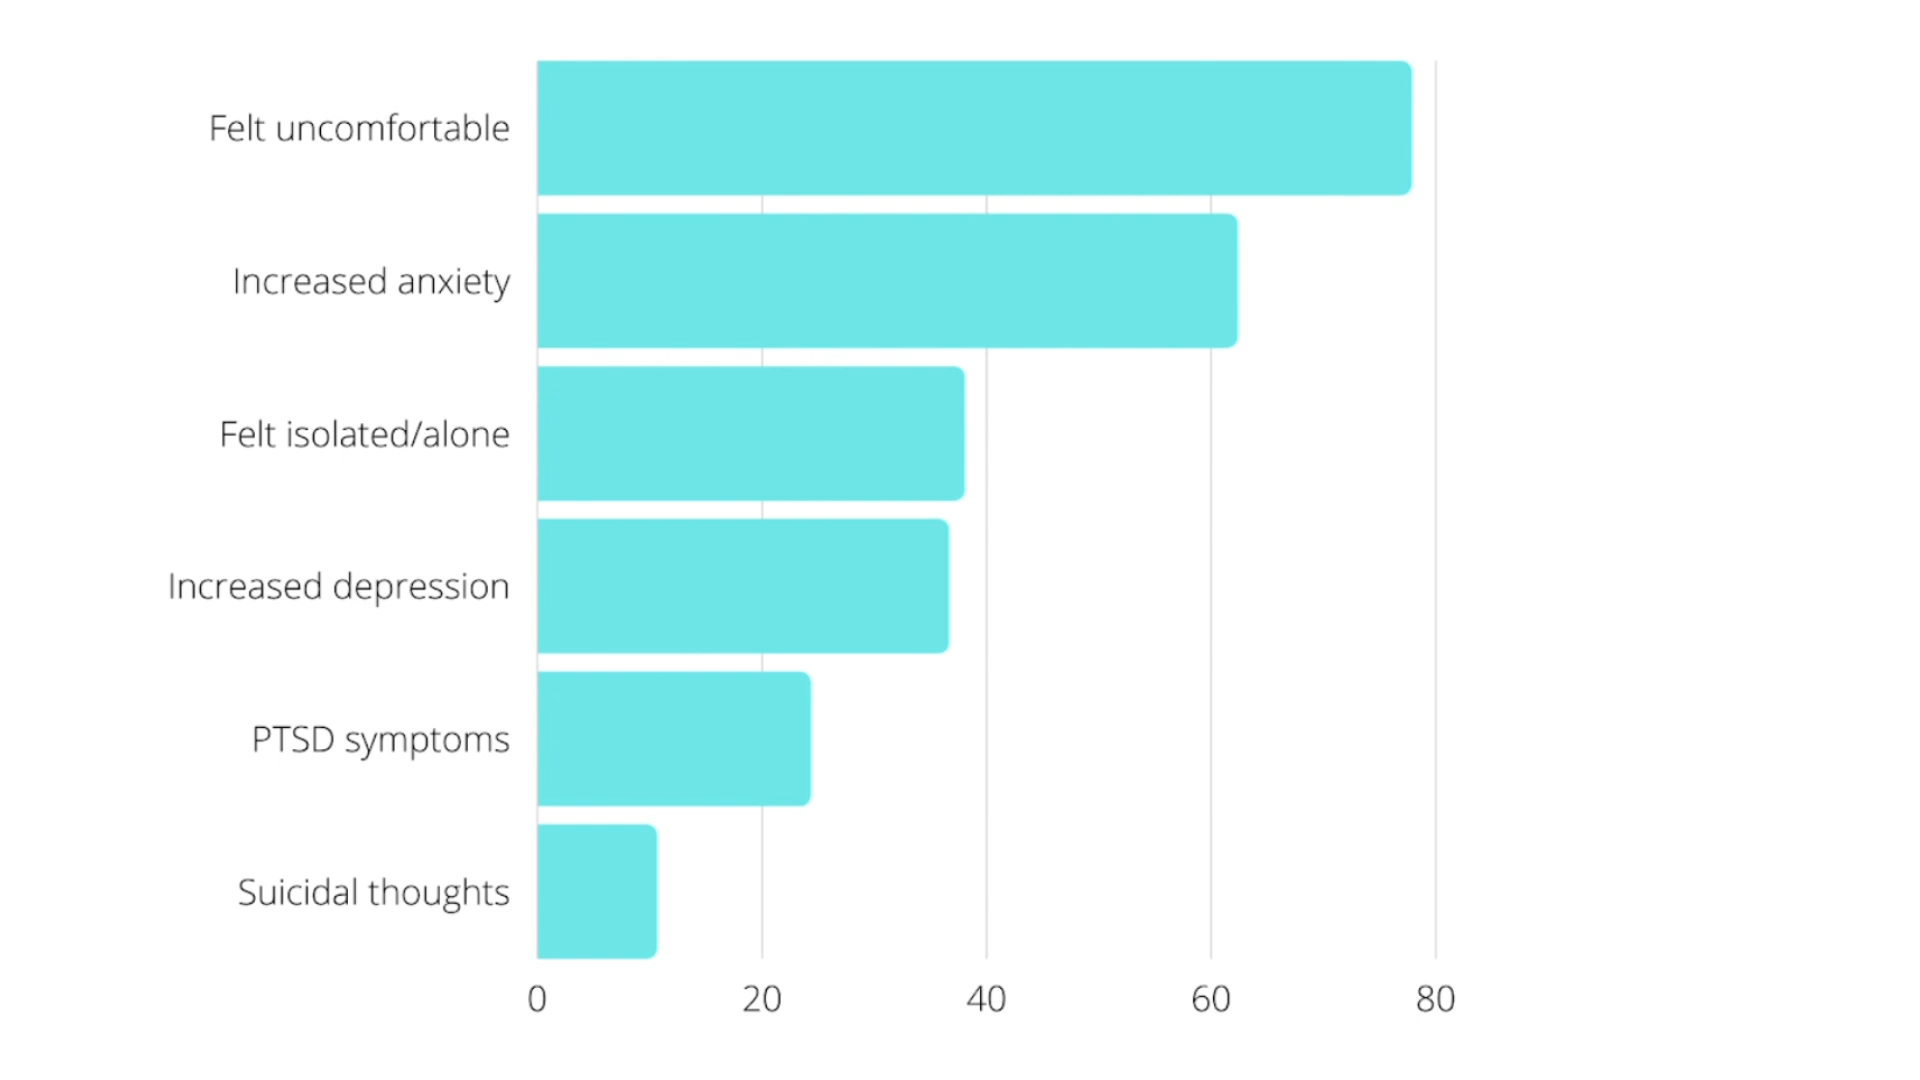 Felt uncomfortable
Increased anxiety
Felt isolated/alone
Increased depression
PTSD symptoms
Suicidal thoughts
0 20 40 60 80